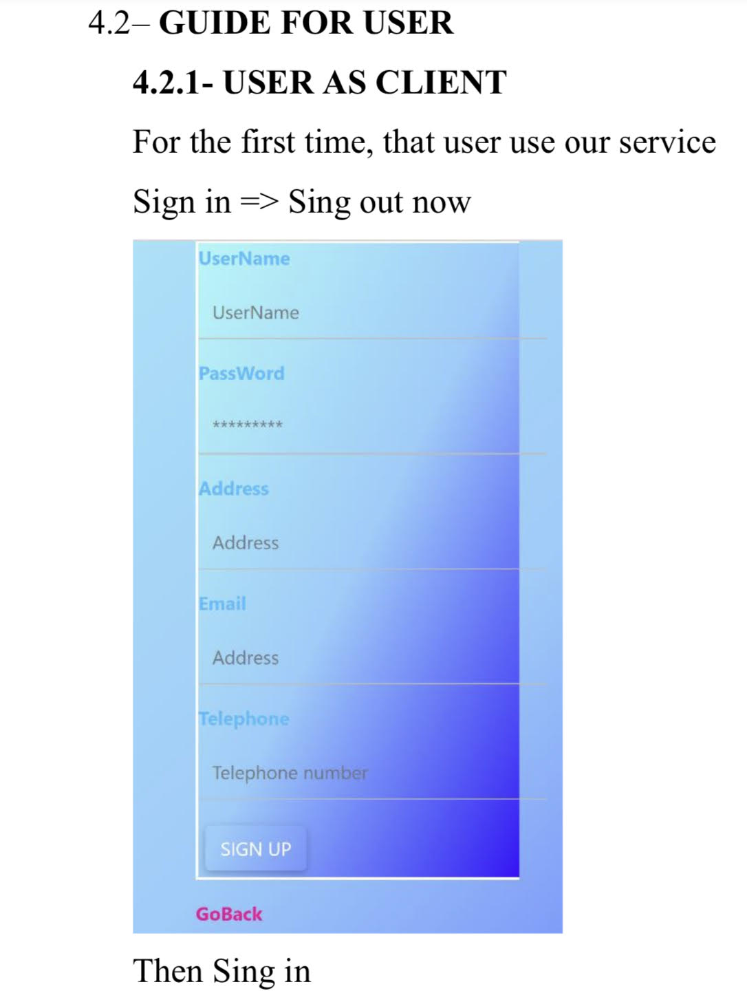 4.2– GUIDE FOR USER
4.2.1- USER AS CLIENT
For the first time, that user use our service
Sign in => Sing out now
UserName
UserName
PassWord
*********
Address
Address
Email
Address
Telephone
Telephone number
SIGN UP
GoBack
Then Sing in